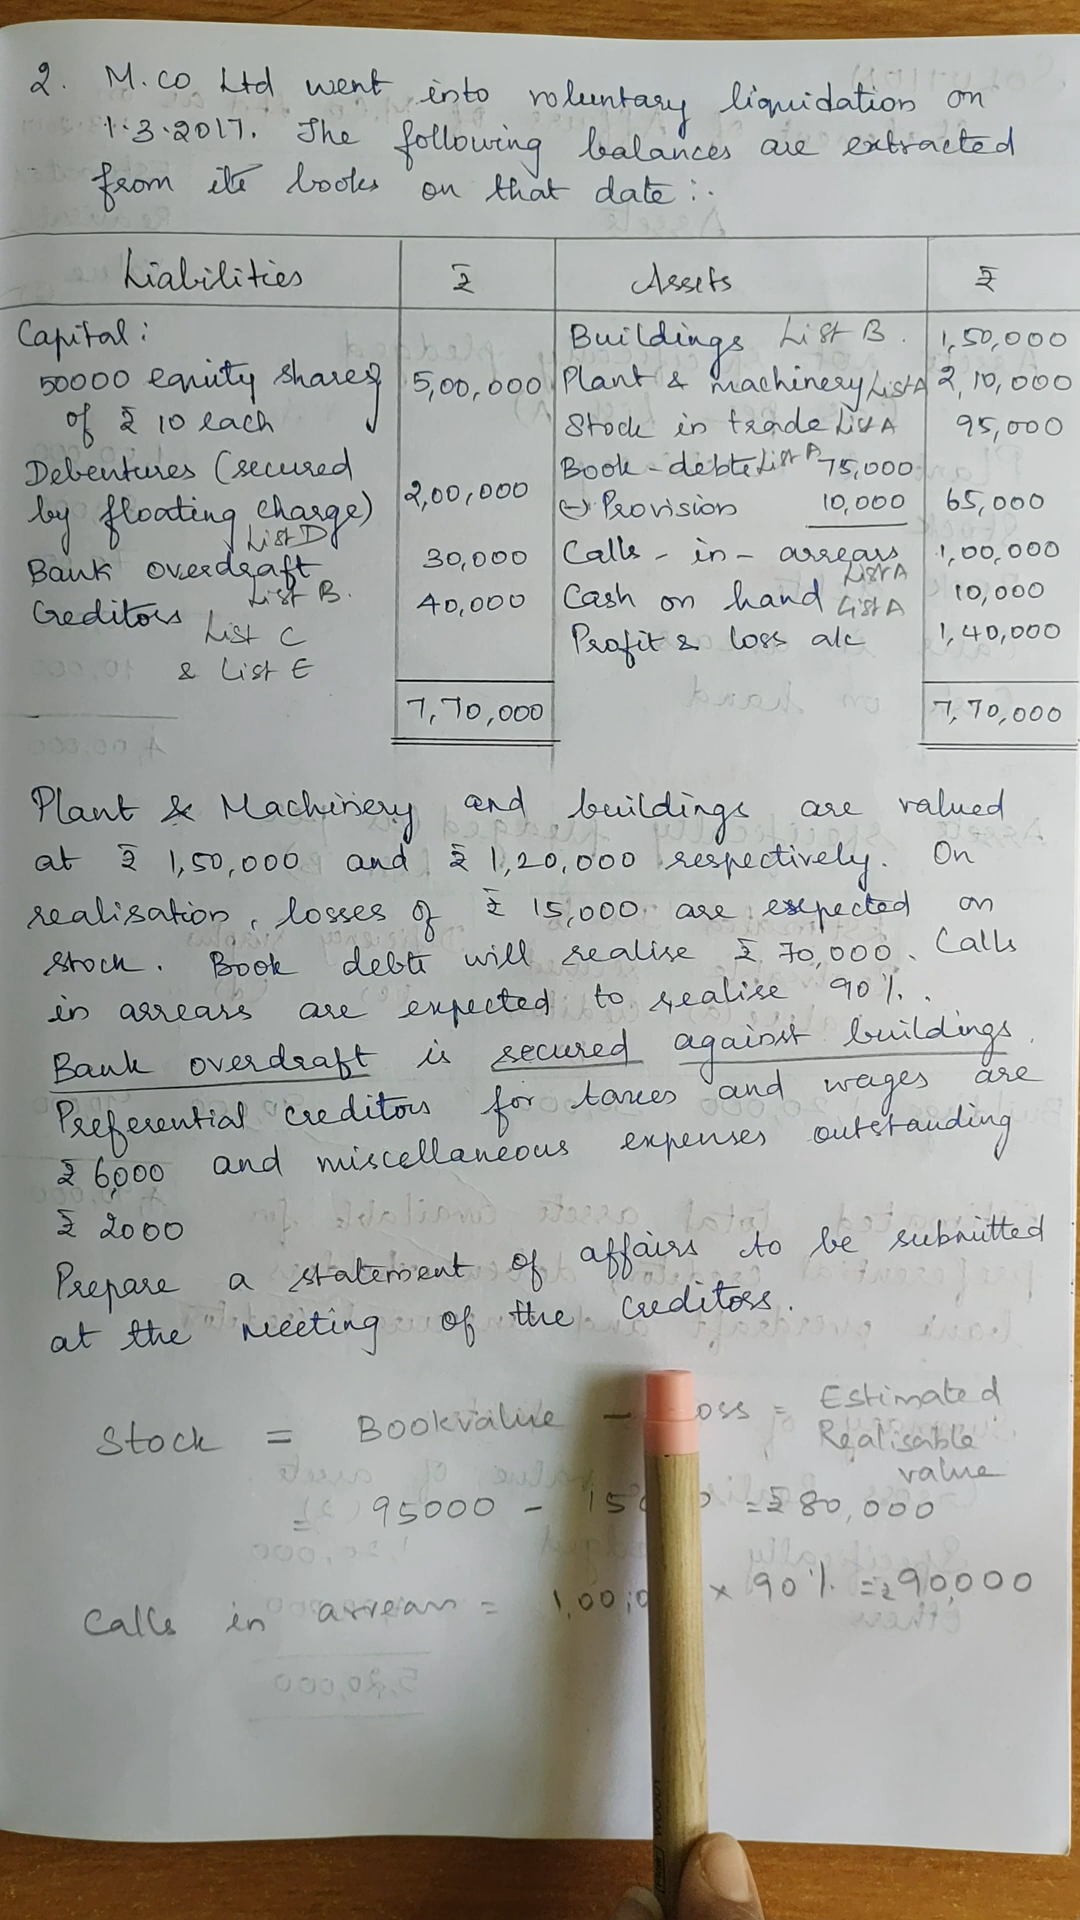 2. M.co Ltd went into voluntary liquidation on
1.3.2017. The following balances are extracted
from its books on that date :-
Liabilities ₹ Assets ₹
Capital: Buildings List B. 1,50,000
50000 equity shares 5,00,000 Plant & machinery List A 2,10,000
of ₹ 10 each Stock in trade List A 95,000
Debentures (secured 2,00,000 Book-debts List A 75,000
by floating charge) (-) Provision 10,000 65,000
List D
Bank overdraft 30,000 Calls-in-arrears 1,00,000
List B. List A
Creditors 40,000 Cash on hand List A 10,000
List C Profit & loss a/c 1,40,000
& List E
7,70,000 7,70,000
Plant & Machinery and buildings are valued
at ₹ 1,50,000 and ₹ 1,20,000 respectively. On
realisation, losses of ₹ 15,000 are expected on
stock. Book debts will realise ₹ 70,000. Calls
in arrears are expected to realise 90%.
Bank overdraft is secured against buildings.
Preferential creditors for taxes and wages are
₹ 6,000 and miscellaneous expenses outstanding
₹ 2000
Prepare a statement of affairs to be submitted
at the meeting of the creditors.
Stock = Bookvalue - = Estimated
Realisable
value
= 95000 - = ₹ 80,000
Calls in arrears = × 90% = ₹ 90,000